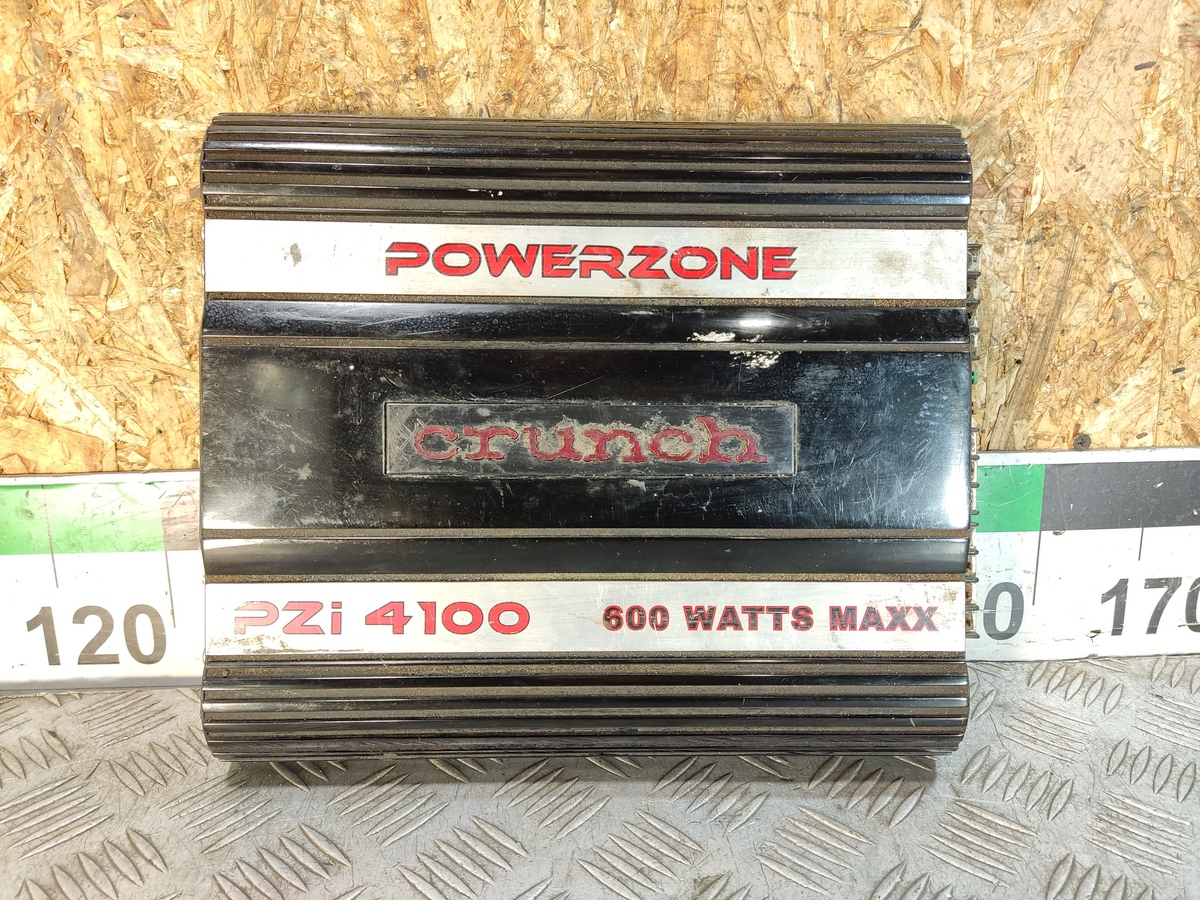 POWERZONE
crunch
PZi 4100 600 WATTS MAXX
120
0 170